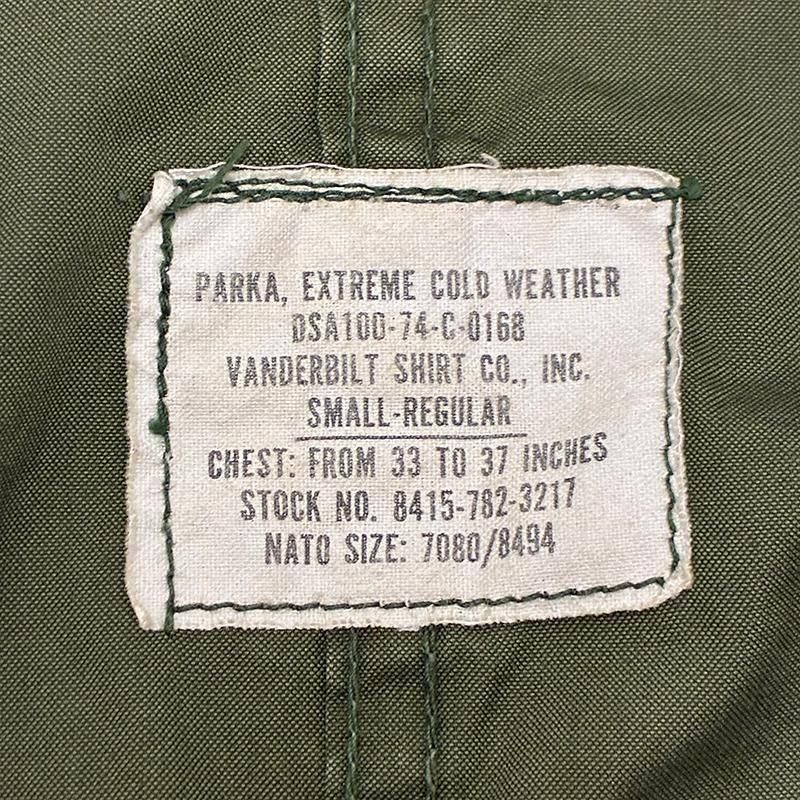 PARKA, EXTREME COLD WEATHER
DSA100-74-C-0168
VANDERBILT SHIRT CO., INC.
SMALL-REGULAR
CHEST: FROM 33 TO 37 INCHES
STOCK NO. 8415-782-3217
NATO SIZE: 7080/8494